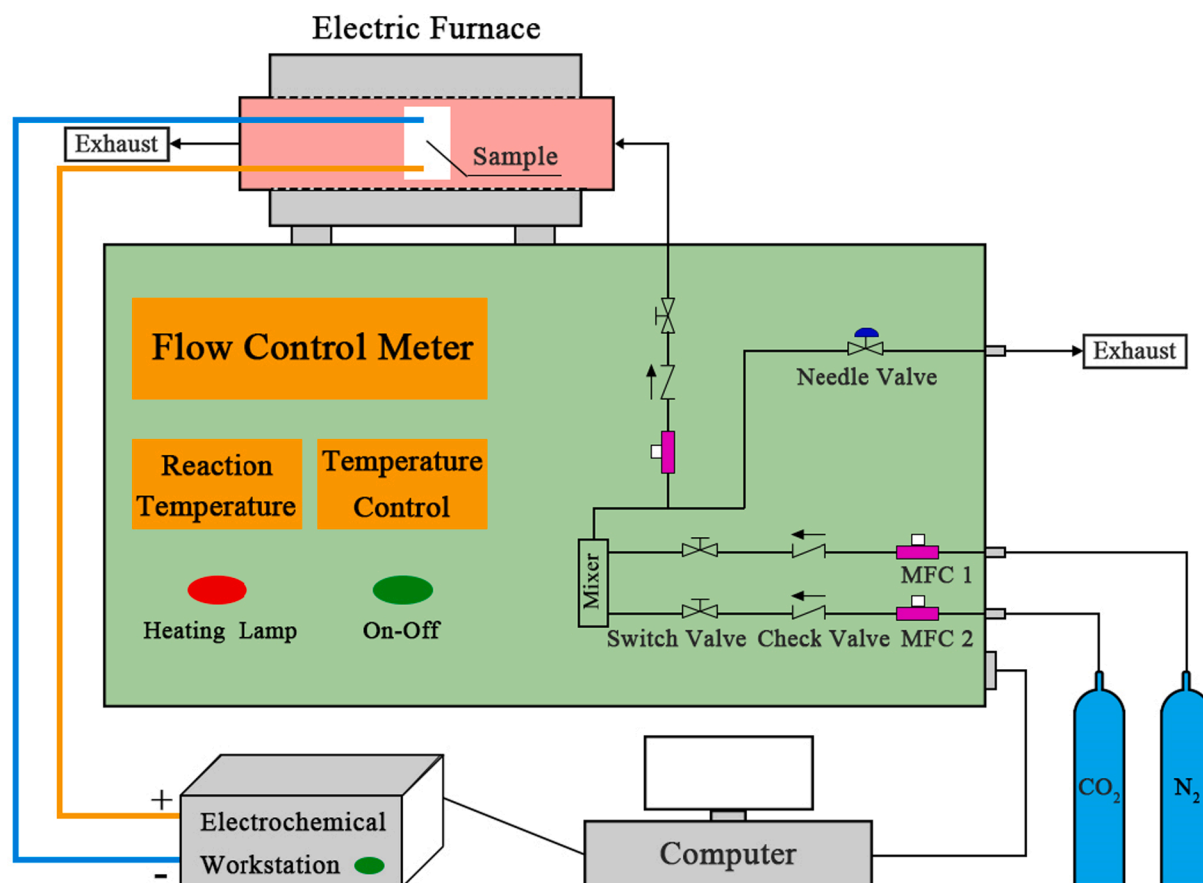 Electric Furnace
Exhaust
Sample
Flow Control Meter
Needle Valve
Exhaust
Reaction
Temperature
Temperature
Control
Mixer
MFC 1
Heating Lamp
On-Off
Switch Valve
Check Valve
MFC 2
CO₂
N₂
+
Electrochemical
Workstation
-
Computer